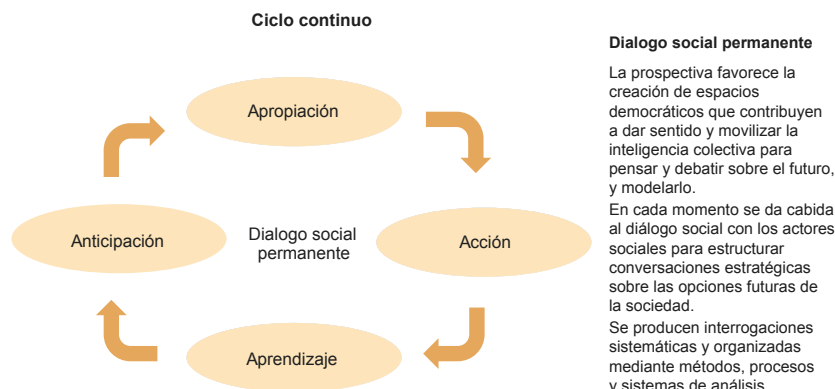 Ciclo continuo
Apropiación
Anticipación
Dialogo social
permanente
Acción
Aprendizaje
Dialogo social permanente
La prospectiva favorece la
creación de espacios
democráticos que contribuyen
a dar sentido y movilizar la
inteligencia colectiva para
pensar y debatir sobre el futuro,
y modelarlo.
En cada momento se da cabida
al diálogo social con los actores
sociales para estructurar
conversaciones estratégicas
sobre las opciones futuras de
la sociedad.
Se producen interrogaciones
sistemáticas y organizadas
mediante métodos, procesos
y sistemas de análisis